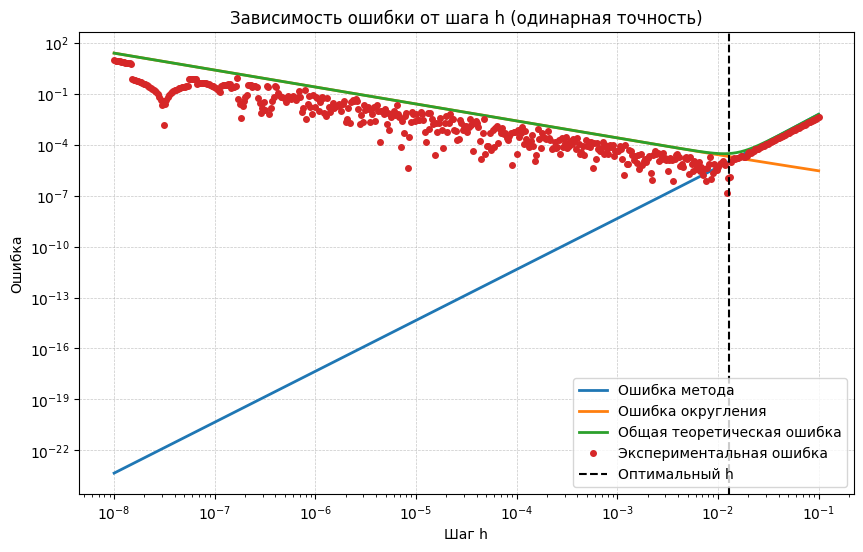 Зависимость ошибки от шага h (одинарная точность)
Ошибка
10²
10⁻¹
10⁻⁴
10⁻⁷
10⁻¹⁰
10⁻¹³
10⁻¹⁶
10⁻¹⁹
10⁻²²
Ошибка метода
Ошибка округления
Общая теоретическая ошибка
Экспериментальная ошибка
Оптимальный h
10⁻⁸ 10⁻⁷ 10⁻⁶ 10⁻⁵ 10⁻⁴ 10⁻³ 10⁻² 10⁻¹
Шаг h